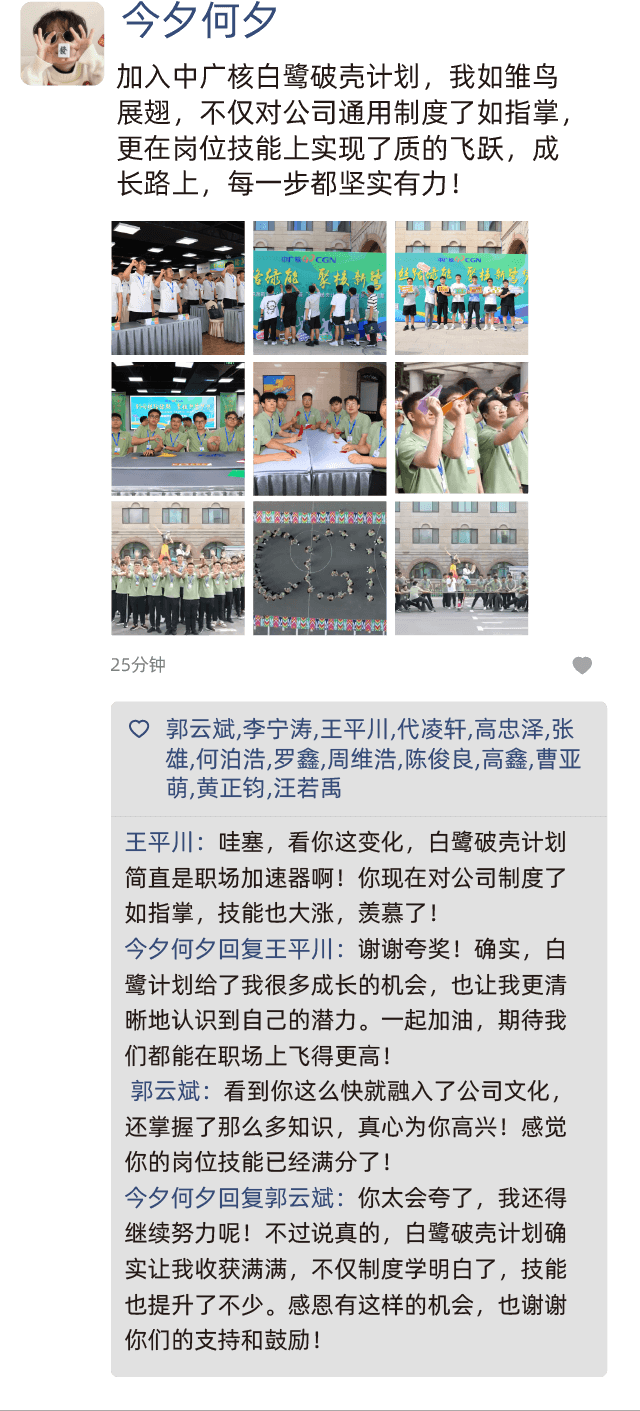 今夕何夕
加入中广核白鹭破壳计划，我如雏鸟
展翅，不仅对公司通用制度了如指掌，
更在岗位技能上实现了质的飞跃，成
长路上，每一步都坚实有力！
中广核 CGN
聚核新
中广核 CGN
聚核新
25分钟
郭云斌,李宁涛,王平川,代凌轩,高忠泽,张
雄,何泊浩,罗鑫,周维浩,陈俊良,高鑫,曹亚
萌,黄正钧,汪若禹
王平川：哇塞，看你这变化，白鹭破壳计划
简直是职场加速器啊！你现在对公司制度了
如指掌，技能也大涨，羡慕了！
今夕何夕回复王平川：谢谢夸奖！确实，白
鹭计划给了我很多成长的机会，也让我更清
晰地认识到自己的潜力。一起加油，期待我
们都能在职场上飞得更高！
郭云斌：看到你这么快就融入了公司文化，
还掌握了那么多知识，真心为你高兴！感觉
你的岗位技能已经满分了！
今夕何夕回复郭云斌：你太会夸了，我还得
继续努力呢！不过说真的，白鹭破壳计划确
实让我收获满满，不仅制度学明白了，技能
也提升了不少。感恩有这样的机会，也谢谢
你们的支持和鼓励！